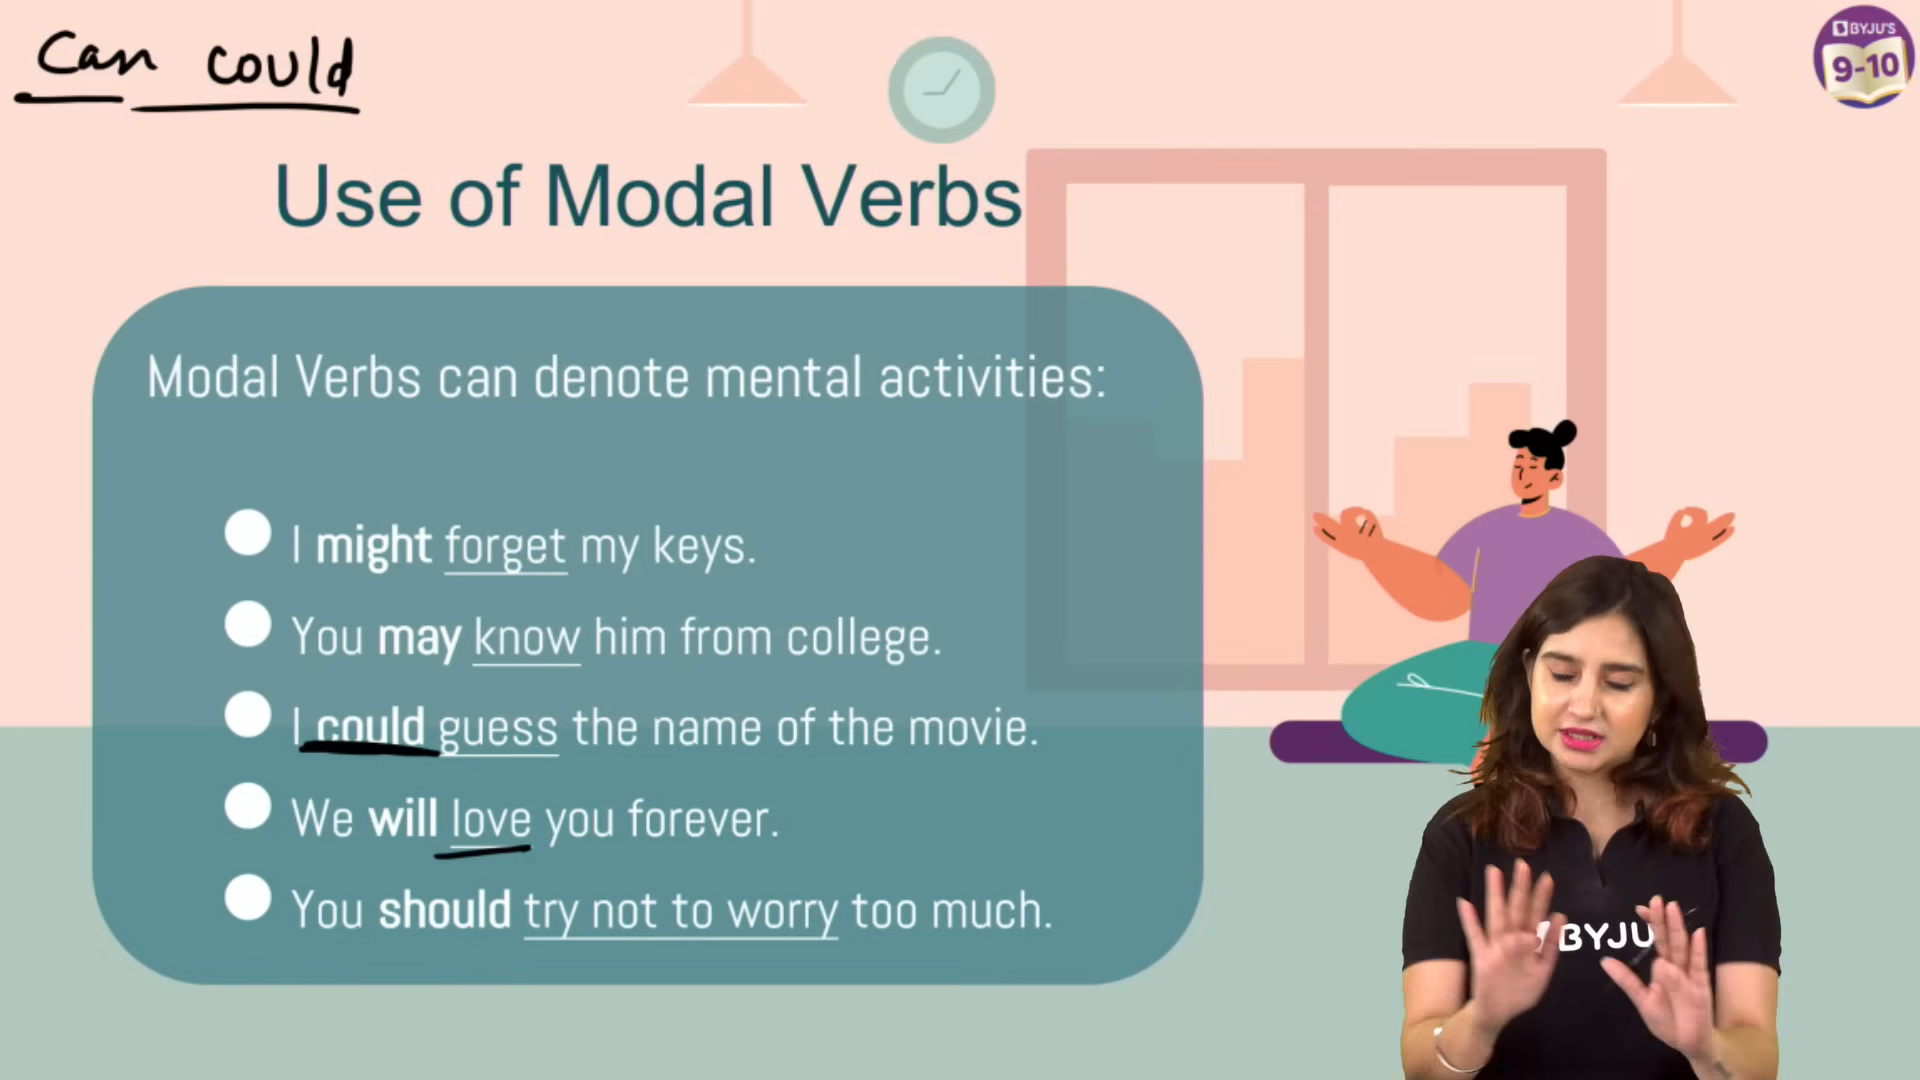 Can could
BYJU'S
9-10
Use of Modal Verbs
Modal Verbs can denote mental activities:
I might forget my keys.
You may know him from college.
I could guess the name of the movie.
We will love you forever.
You should try not to worry too much.
BYJU